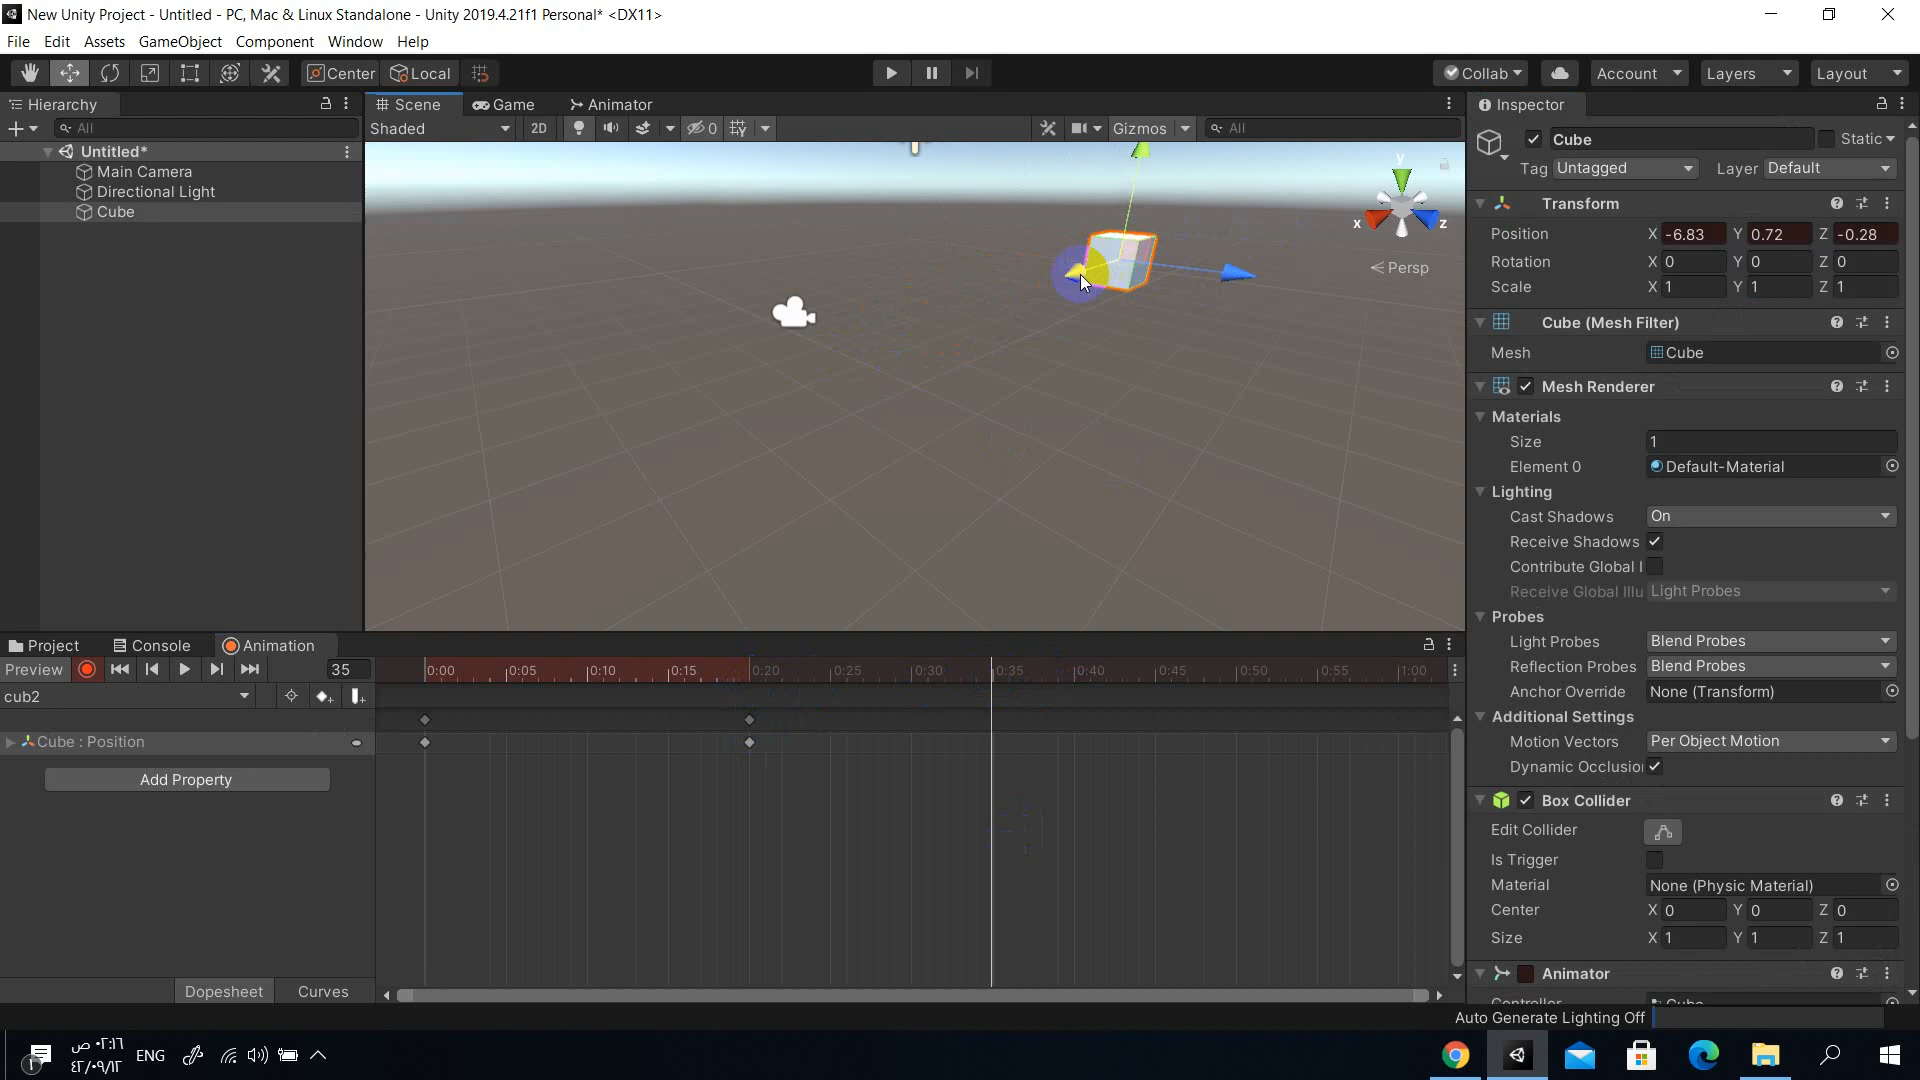 New Unity Project - Untitled - PC, Mac & Linux Standalone - Unity 2019.4.21f1 Personal* <DX11>
File Edit Assets GameObject Component Window Help
Center Local Collab Account Layers Layout
Hierarchy Scene Game Animator Inspector
All Shaded 2D 0 Gizmos All
Untitled*
Main Camera
Directional Light
Cube
y
x z
Persp
Cube Static
Tag Untagged Layer Default
Transform
Position X -6.83 Y 0.72 Z -0.28
Rotation X 0 Y 0 Z 0
Scale X 1 Y 1 Z 1
Cube (Mesh Filter)
Mesh Cube
Mesh Renderer
Materials
Size 1
Element 0 Default-Material
Lighting
Cast Shadows On
Receive Shadows
Contribute Global I
Receive Global Illu Light Probes
Probes
Light Probes Blend Probes
Reflection Probes Blend Probes
Anchor Override None (Transform)
Additional Settings
Motion Vectors Per Object Motion
Dynamic Occlusio
Box Collider
Edit Collider
Is Trigger
Material None (Physic Material)
Center X 0 Y 0 Z 0
Size X 1 Y 1 Z 1
Animator
Controller Cube
Project Console Animation
Preview 35 0:00 0:05 0:10 0:15 0:20 0:25 0:30 0:35 0:40 0:45 0:50 0:55 1:00
cub2
Cube : Position
Add Property
Dopesheet Curves
Auto Generate Lighting Off
ENG